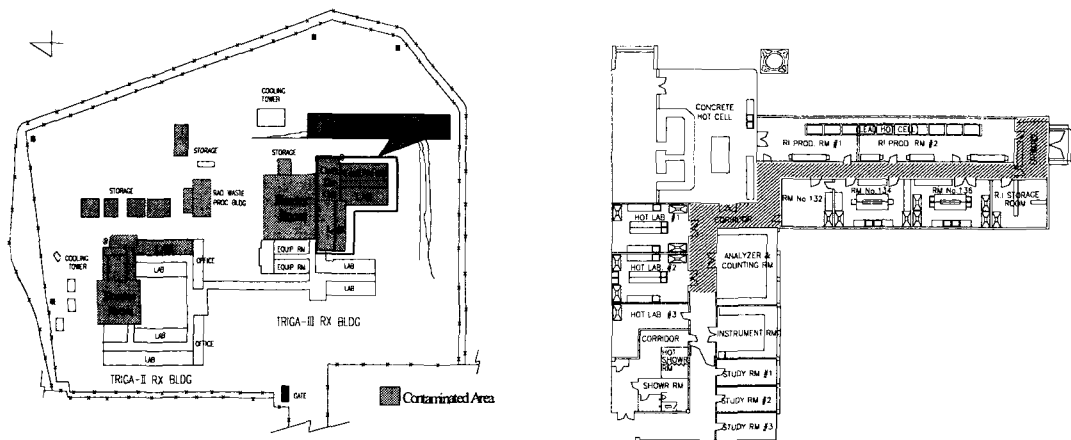 COOLING
TOWER
STORAGE
STORAGE
STORAGE
RAD WASTE
PROC BLDG
COOLING
TOWER
LAB
OFFICE
LAB
LAB
LAB
OFFICE
TRIGA-II RX BLDG
EQUIP RM
EQUIP RM
LAB
LAB
TRIGA-III RX BLDG
GATE
Contaminated Area
CONCRETE
HOT CELL
LEAD HOT CELL
RI PROD. RM #1
RI PROD. RM #2
RM No 132
RM No.134
RM No.136
R.I STORAGE
ROOM
CORRIDOR
HOT LAB #1
HOT LAB #2
HOT LAB #3
ANALYZER &
COUNTING RM
INSTRUMENT RM
CORRIDOR
HOT
SHOWR
RM
SHOWR RM
STUDY RM #1
STUDY RM #2
STUDY RM #3